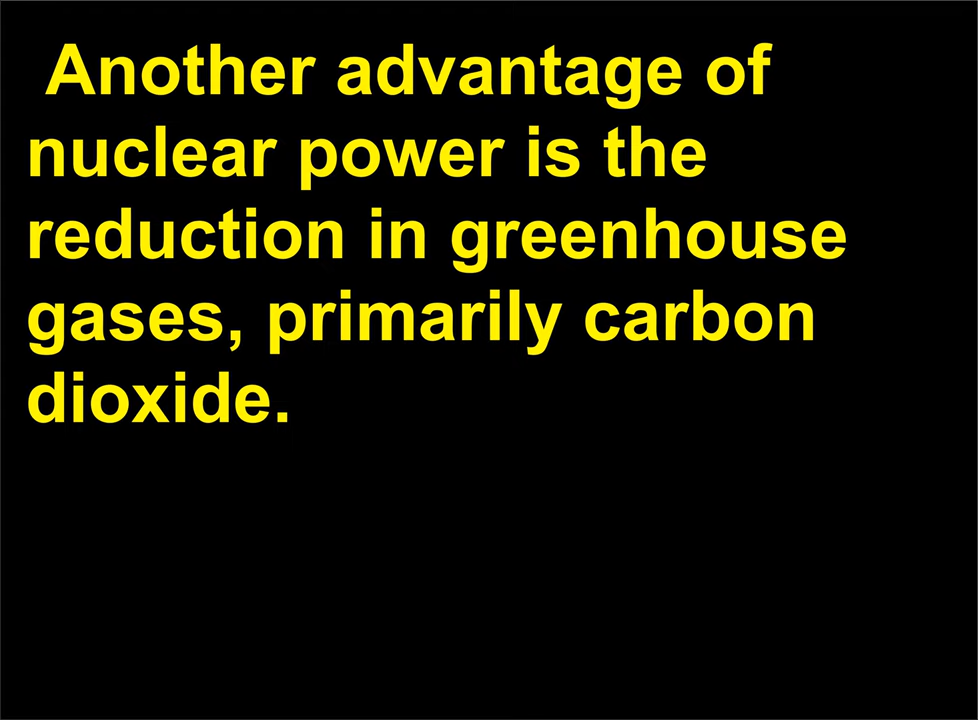 Another advantage of
nuclear power is the
reduction in greenhouse
gases, primarily carbon
dioxide.